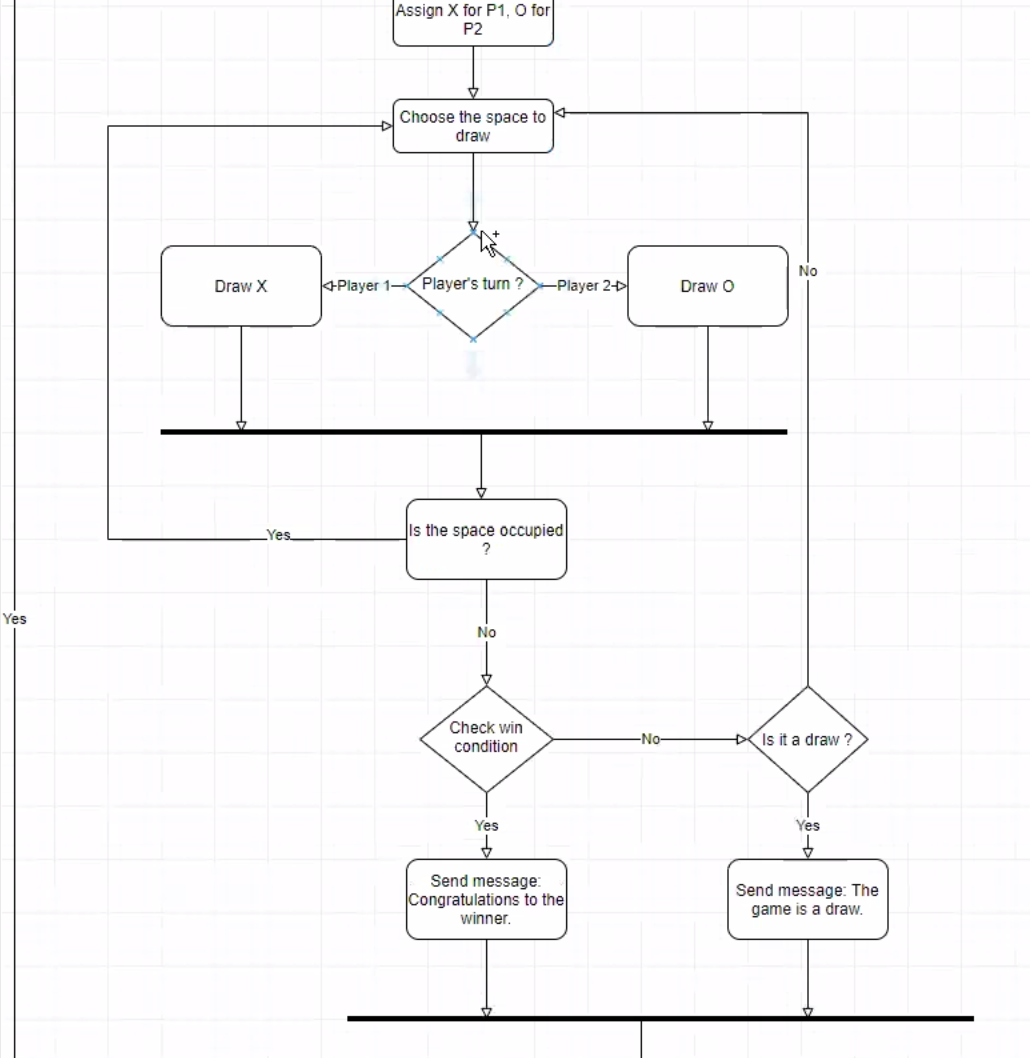 Assign X for P1, O for
P2
Choose the space to
draw
No
Draw X
Player 1
Player's turn ?
Player 2
Draw O
Is the space occupied
?
Yes
Yes
No
Check win
condition
No
Is it a draw ?
Yes
Yes
Send message:
Congratulations to the
winner.
Send message: The
game is a draw.